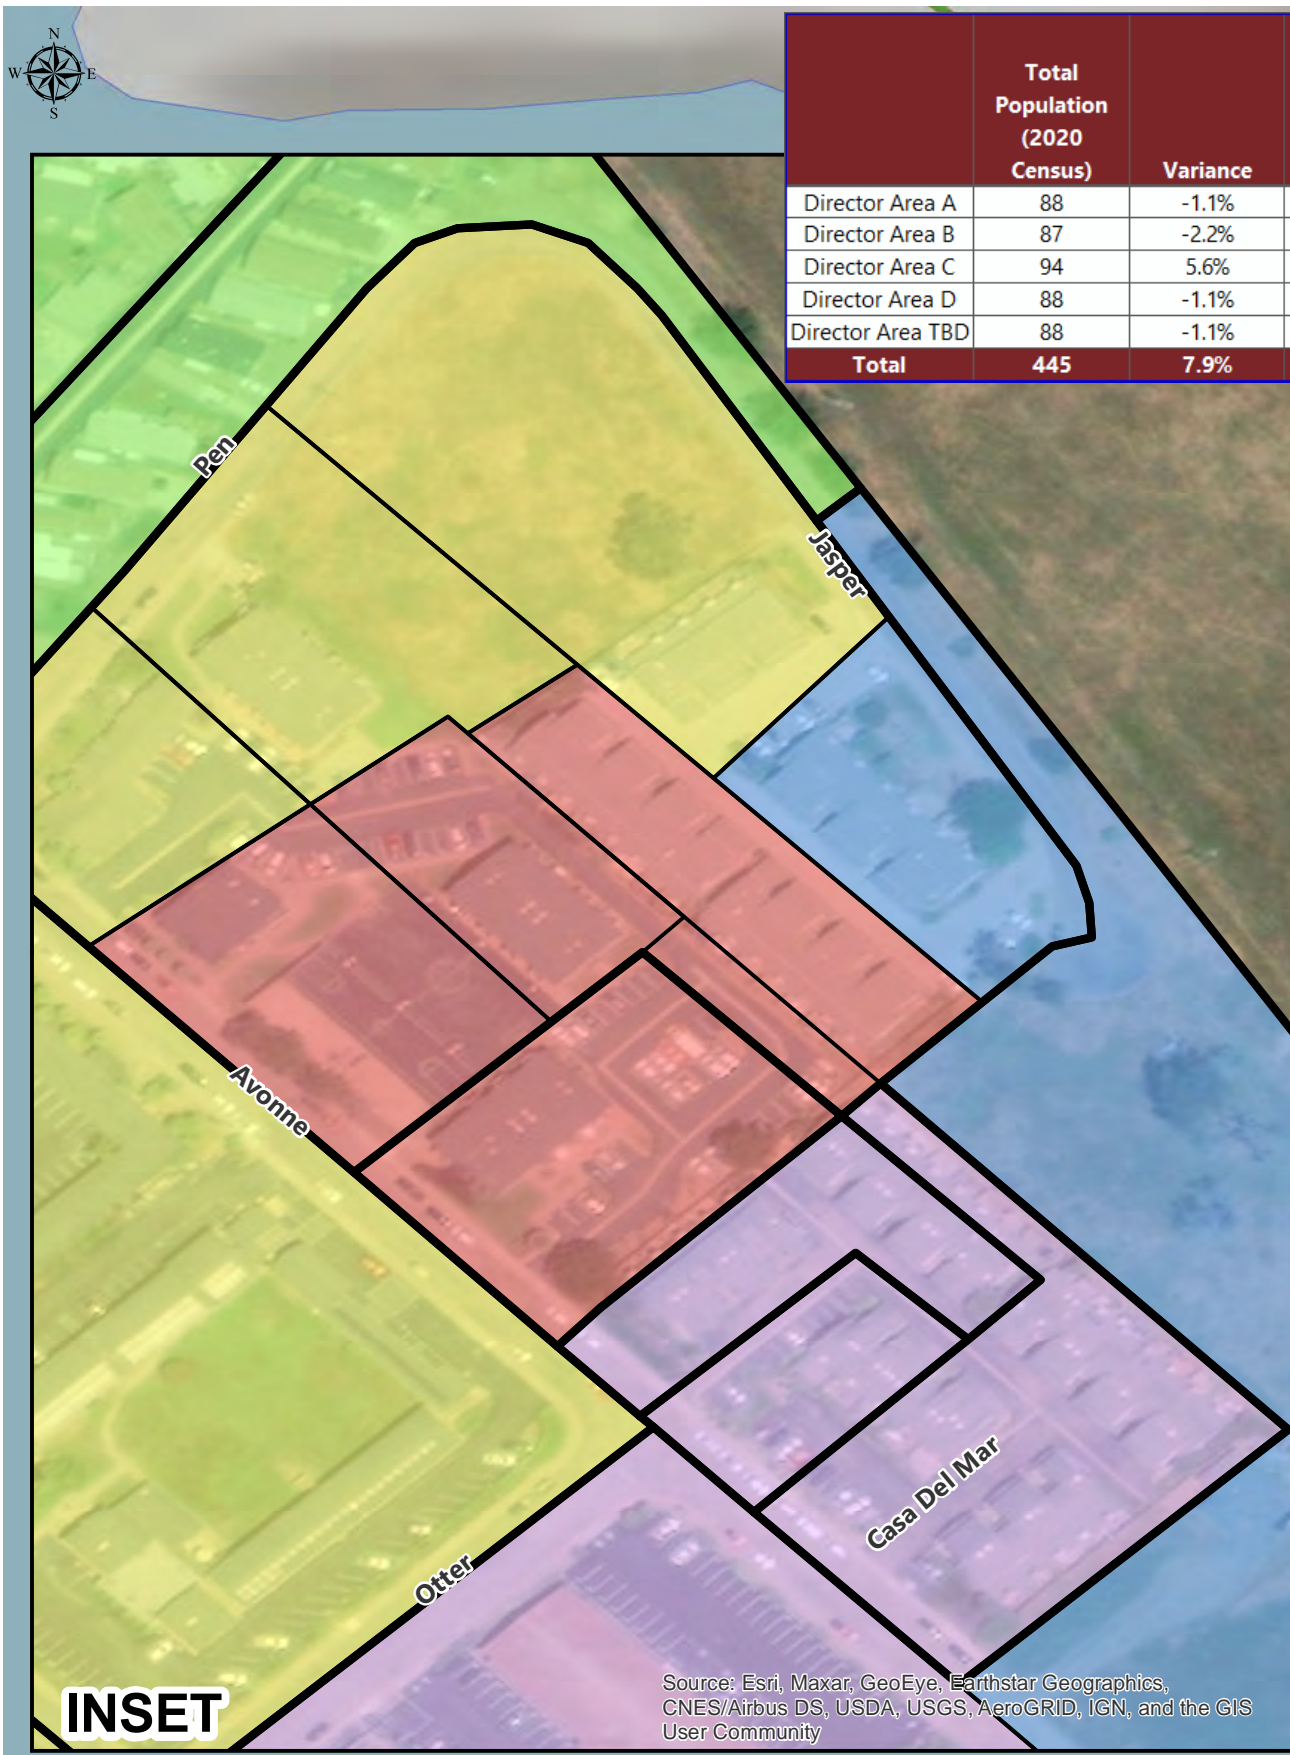 N
W E
S
Total
Population
(2020
Census) Variance
Director Area A 88 -1.1%
Director Area B 87 -2.2%
Director Area C 94 5.6%
Director Area D 88 -1.1%
Director Area TBD 88 -1.1%
Total 445 7.9%
Pen
Jasper
Avonne
Casa Del Mar
Otter
INSET
Source: Esri, Maxar, GeoEye, Earthstar Geographics,
CNES/Airbus DS, USDA, USGS, AeroGRID, IGN, and the GIS
User Community